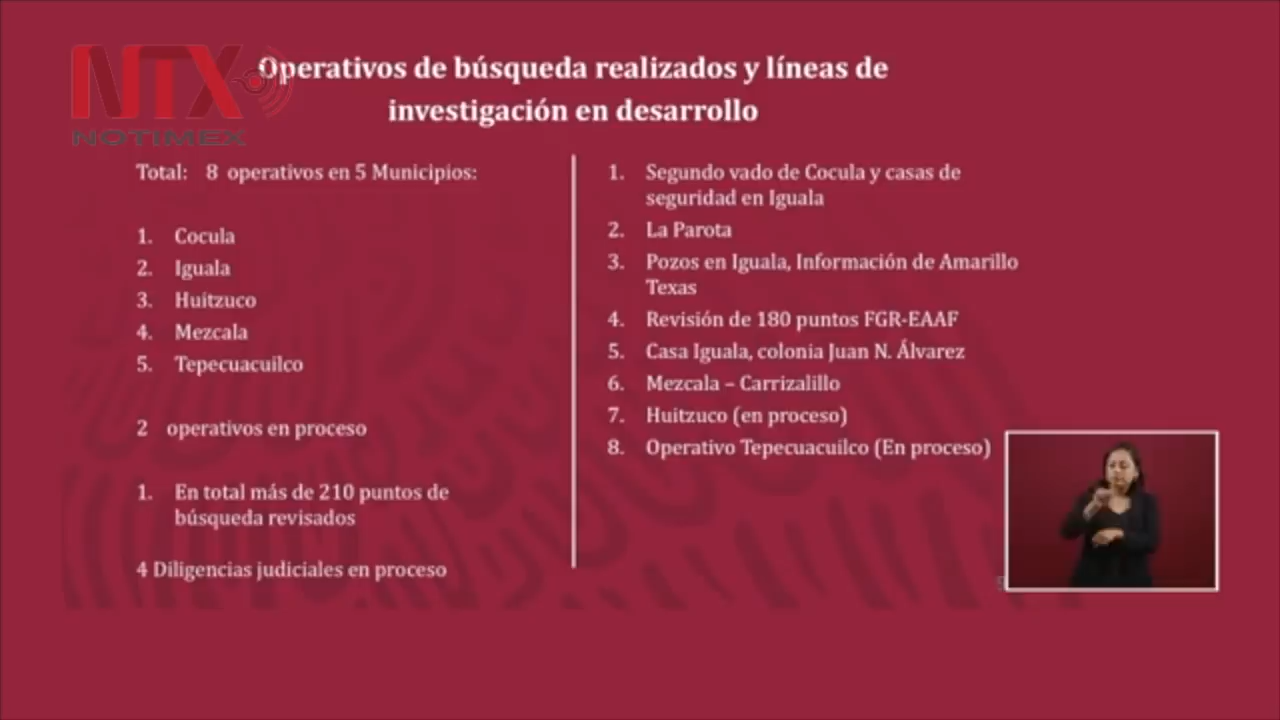 NTX
NOTIMEX
Operativos de búsqueda realizados y líneas de
investigación en desarrollo
Total: 8 operativos en 5 Municipios:
1. Cocula
2. Iguala
3. Huitzuco
4. Mezcala
5. Tepecuacuilco
2 operativos en proceso
1. En total más de 210 puntos de
búsqueda revisados
4 Diligencias judiciales en proceso
1. Segundo vado de Cocula y casas de
seguridad en Iguala
2. La Parota
3. Pozos en Iguala, Información de Amarillo
Texas
4. Revisión de 180 puntos FGR-EAAF
5. Casa Iguala, colonia Juan N. Álvarez
6. Mezcala – Carrizalillo
7. Huitzuco (en proceso)
8. Operativo Tepecuacuilco (En proceso)